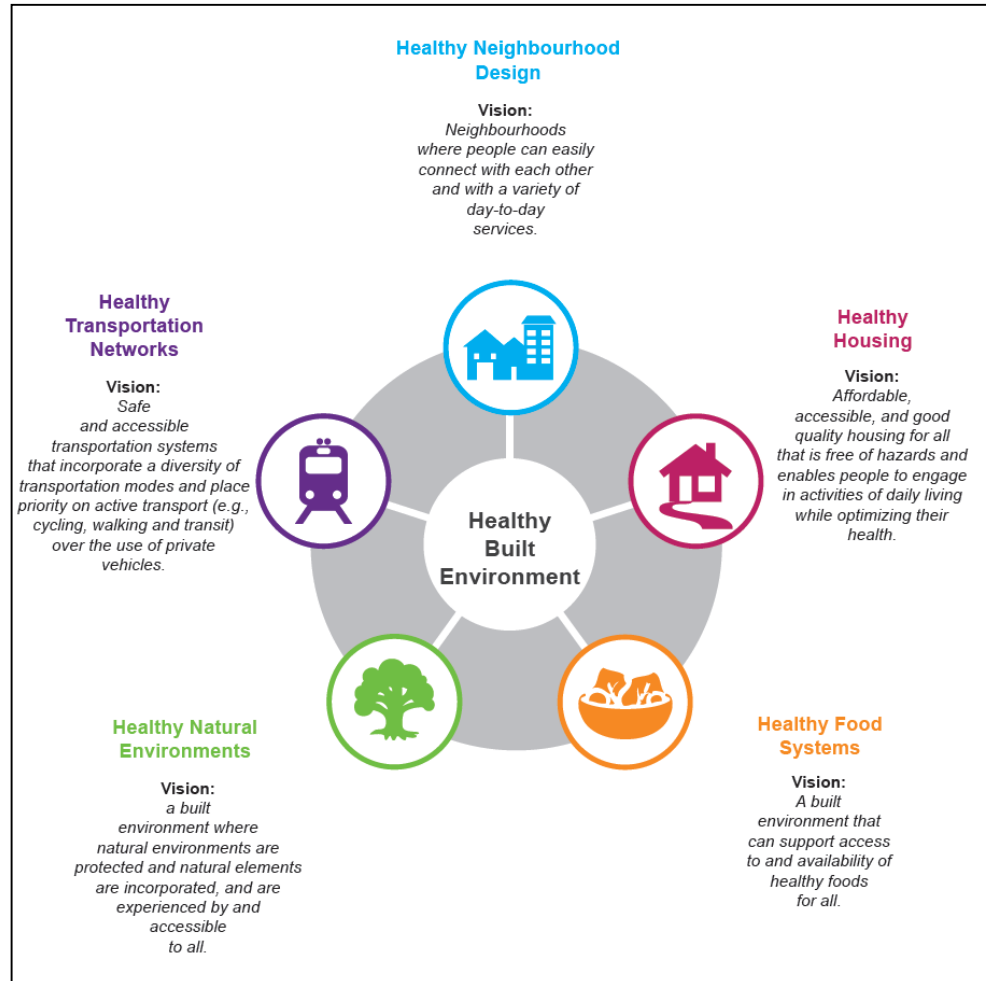 Healthy Neighbourhood
Design
Vision:
Neighbourhoods
where people can easily
connect with each other
and with a variety of
day-to-day
services.
Healthy
Transportation
Networks
Vision:
Safe
and accessible
transportation systems
that incorporate a diversity of
transportation modes and place
priority on active transport (e.g.,
cycling, walking and transit)
over the use of private
vehicles.
Healthy
Housing
Vision:
Affordable,
accessible, and good
quality housing for all
that is free of hazards and
enables people to engage
in activities of daily living
while optimizing their
health.
Healthy
Built
Environment
Healthy Natural
Environments
Vision:
a built
environment where
natural environments are
protected and natural elements
are incorporated, and are
experienced by and
accessible
to all.
Healthy Food
Systems
Vision:
A built
environment that
can support access
to and availability of
healthy foods
for all.